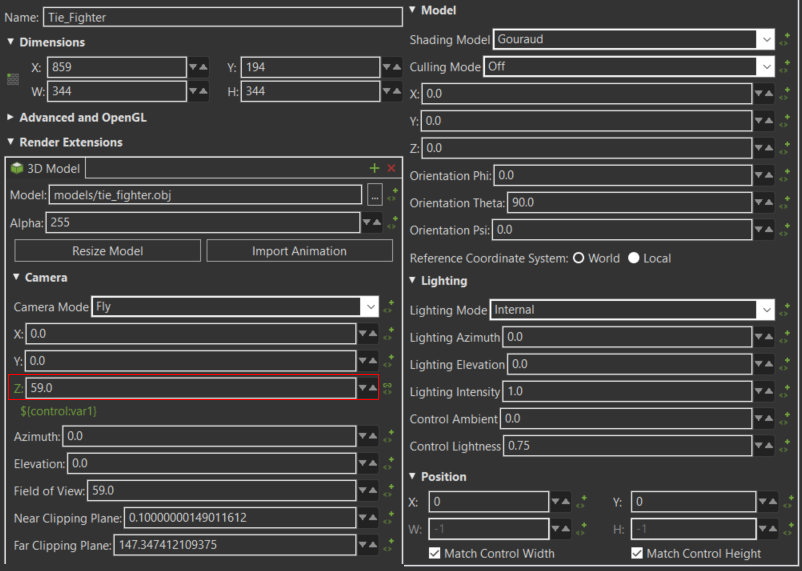 Name: Tie_Fighter
Dimensions
X: 859 Y: 194
W: 344 H: 344
Advanced and OpenGL
Render Extensions
3D Model
Model: models/tie_fighter.obj ...
Alpha: 255
Resize Model Import Animation
Camera
Camera Mode Fly
X: 0.0
Y: 0.0
Z: 59.0
${control:var1}
Azimuth: 0.0
Elevation: 0.0
Field of View: 59.0
Near Clipping Plane: 0.10000000149011612
Far Clipping Plane: 147.347412109375
Model
Shading Model Gouraud
Culling Mode Off
X: 0.0
Y: 0.0
Z: 0.0
Orientation Phi: 0.0
Orientation Theta: 90.0
Orientation Psi: 0.0
Reference Coordinate System: World Local
Lighting
Lighting Mode Internal
Lighting Azimuth 0.0
Lighting Elevation 0.0
Lighting Intensity 1.0
Control Ambient 0.0
Control Lightness 0.75
Position
X: 0 Y: 0
W: -1 H: -1
Match Control Width Match Control Height